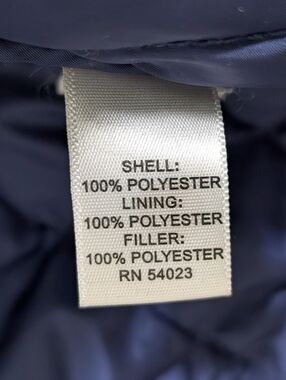 SHELL:
100% POLYESTER
LINING:
100% POLYESTER
FILLER:
100% POLYESTER
RN 54023